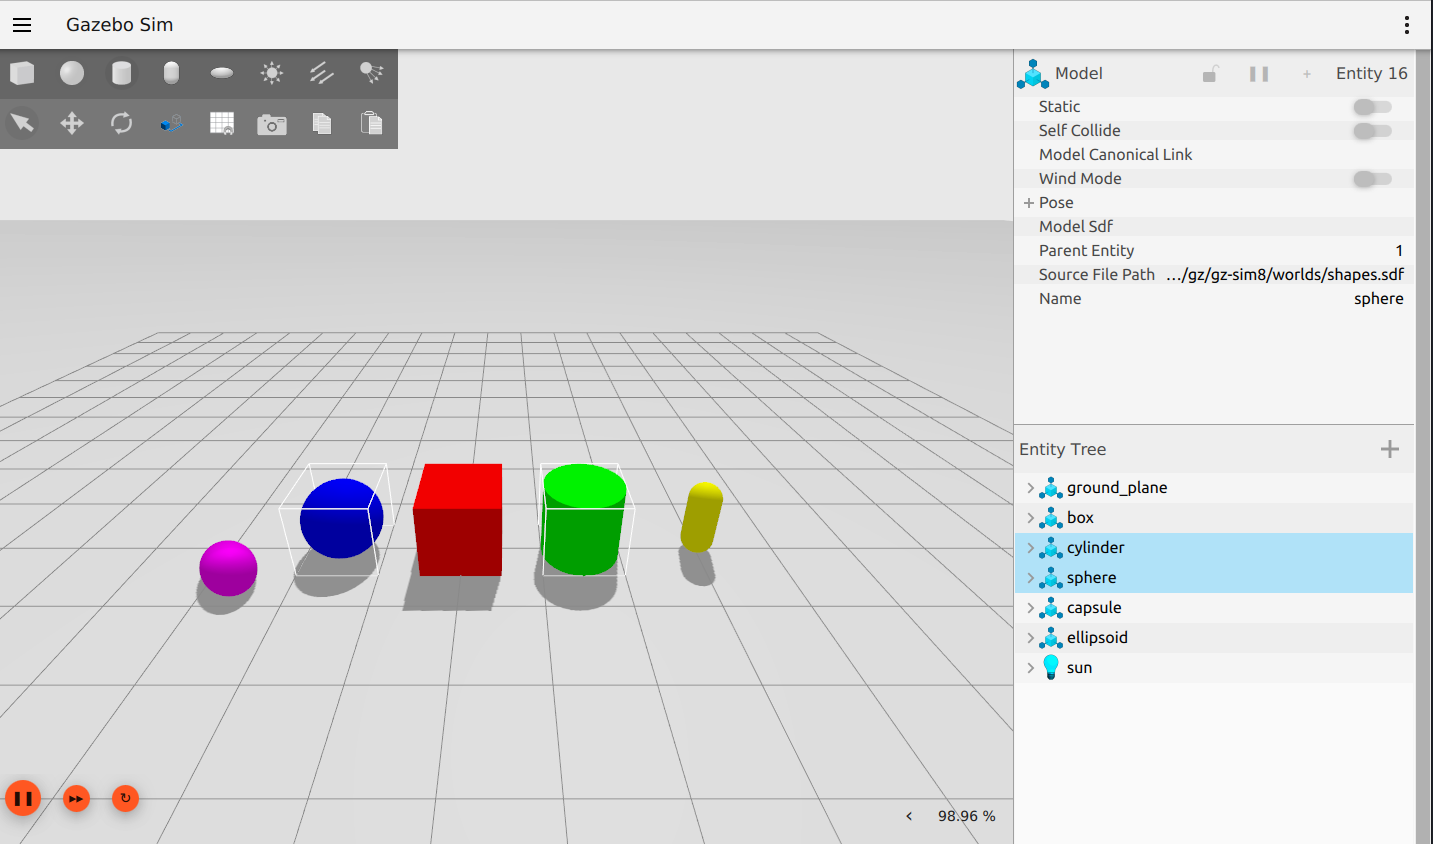 Gazebo Sim
Model
Entity 16
Static
Self Collide
Model Canonical Link
Wind Mode
Pose
Model Sdf
Parent Entity 1
Source File Path .../gz/gz-sim8/worlds/shapes.sdf
Name sphere
Entity Tree
ground_plane
box
cylinder
sphere
capsule
ellipsoid
sun
98.96 %